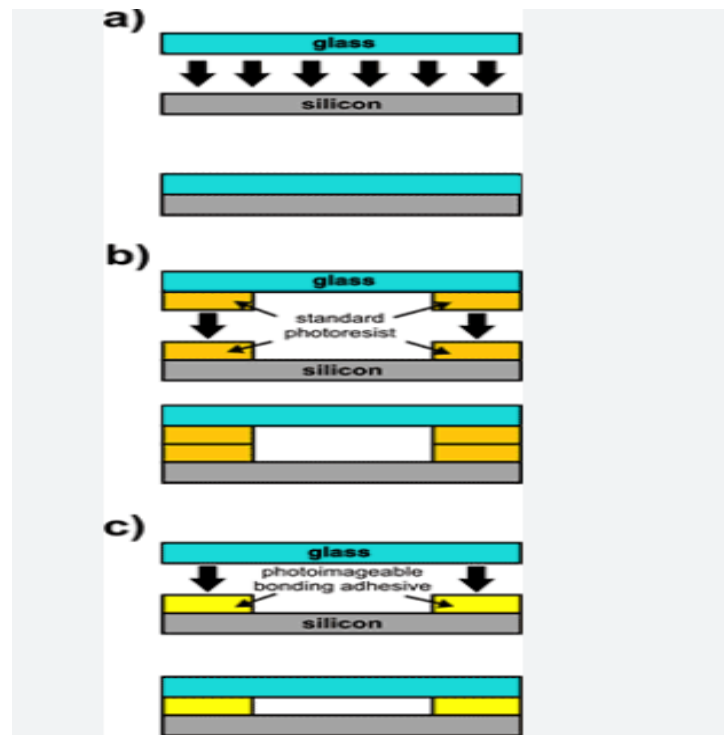 a)
glass
silicon
b)
glass
standard
photoresist
silicon
c)
glass
photoimageable
bonding adhesive
silicon